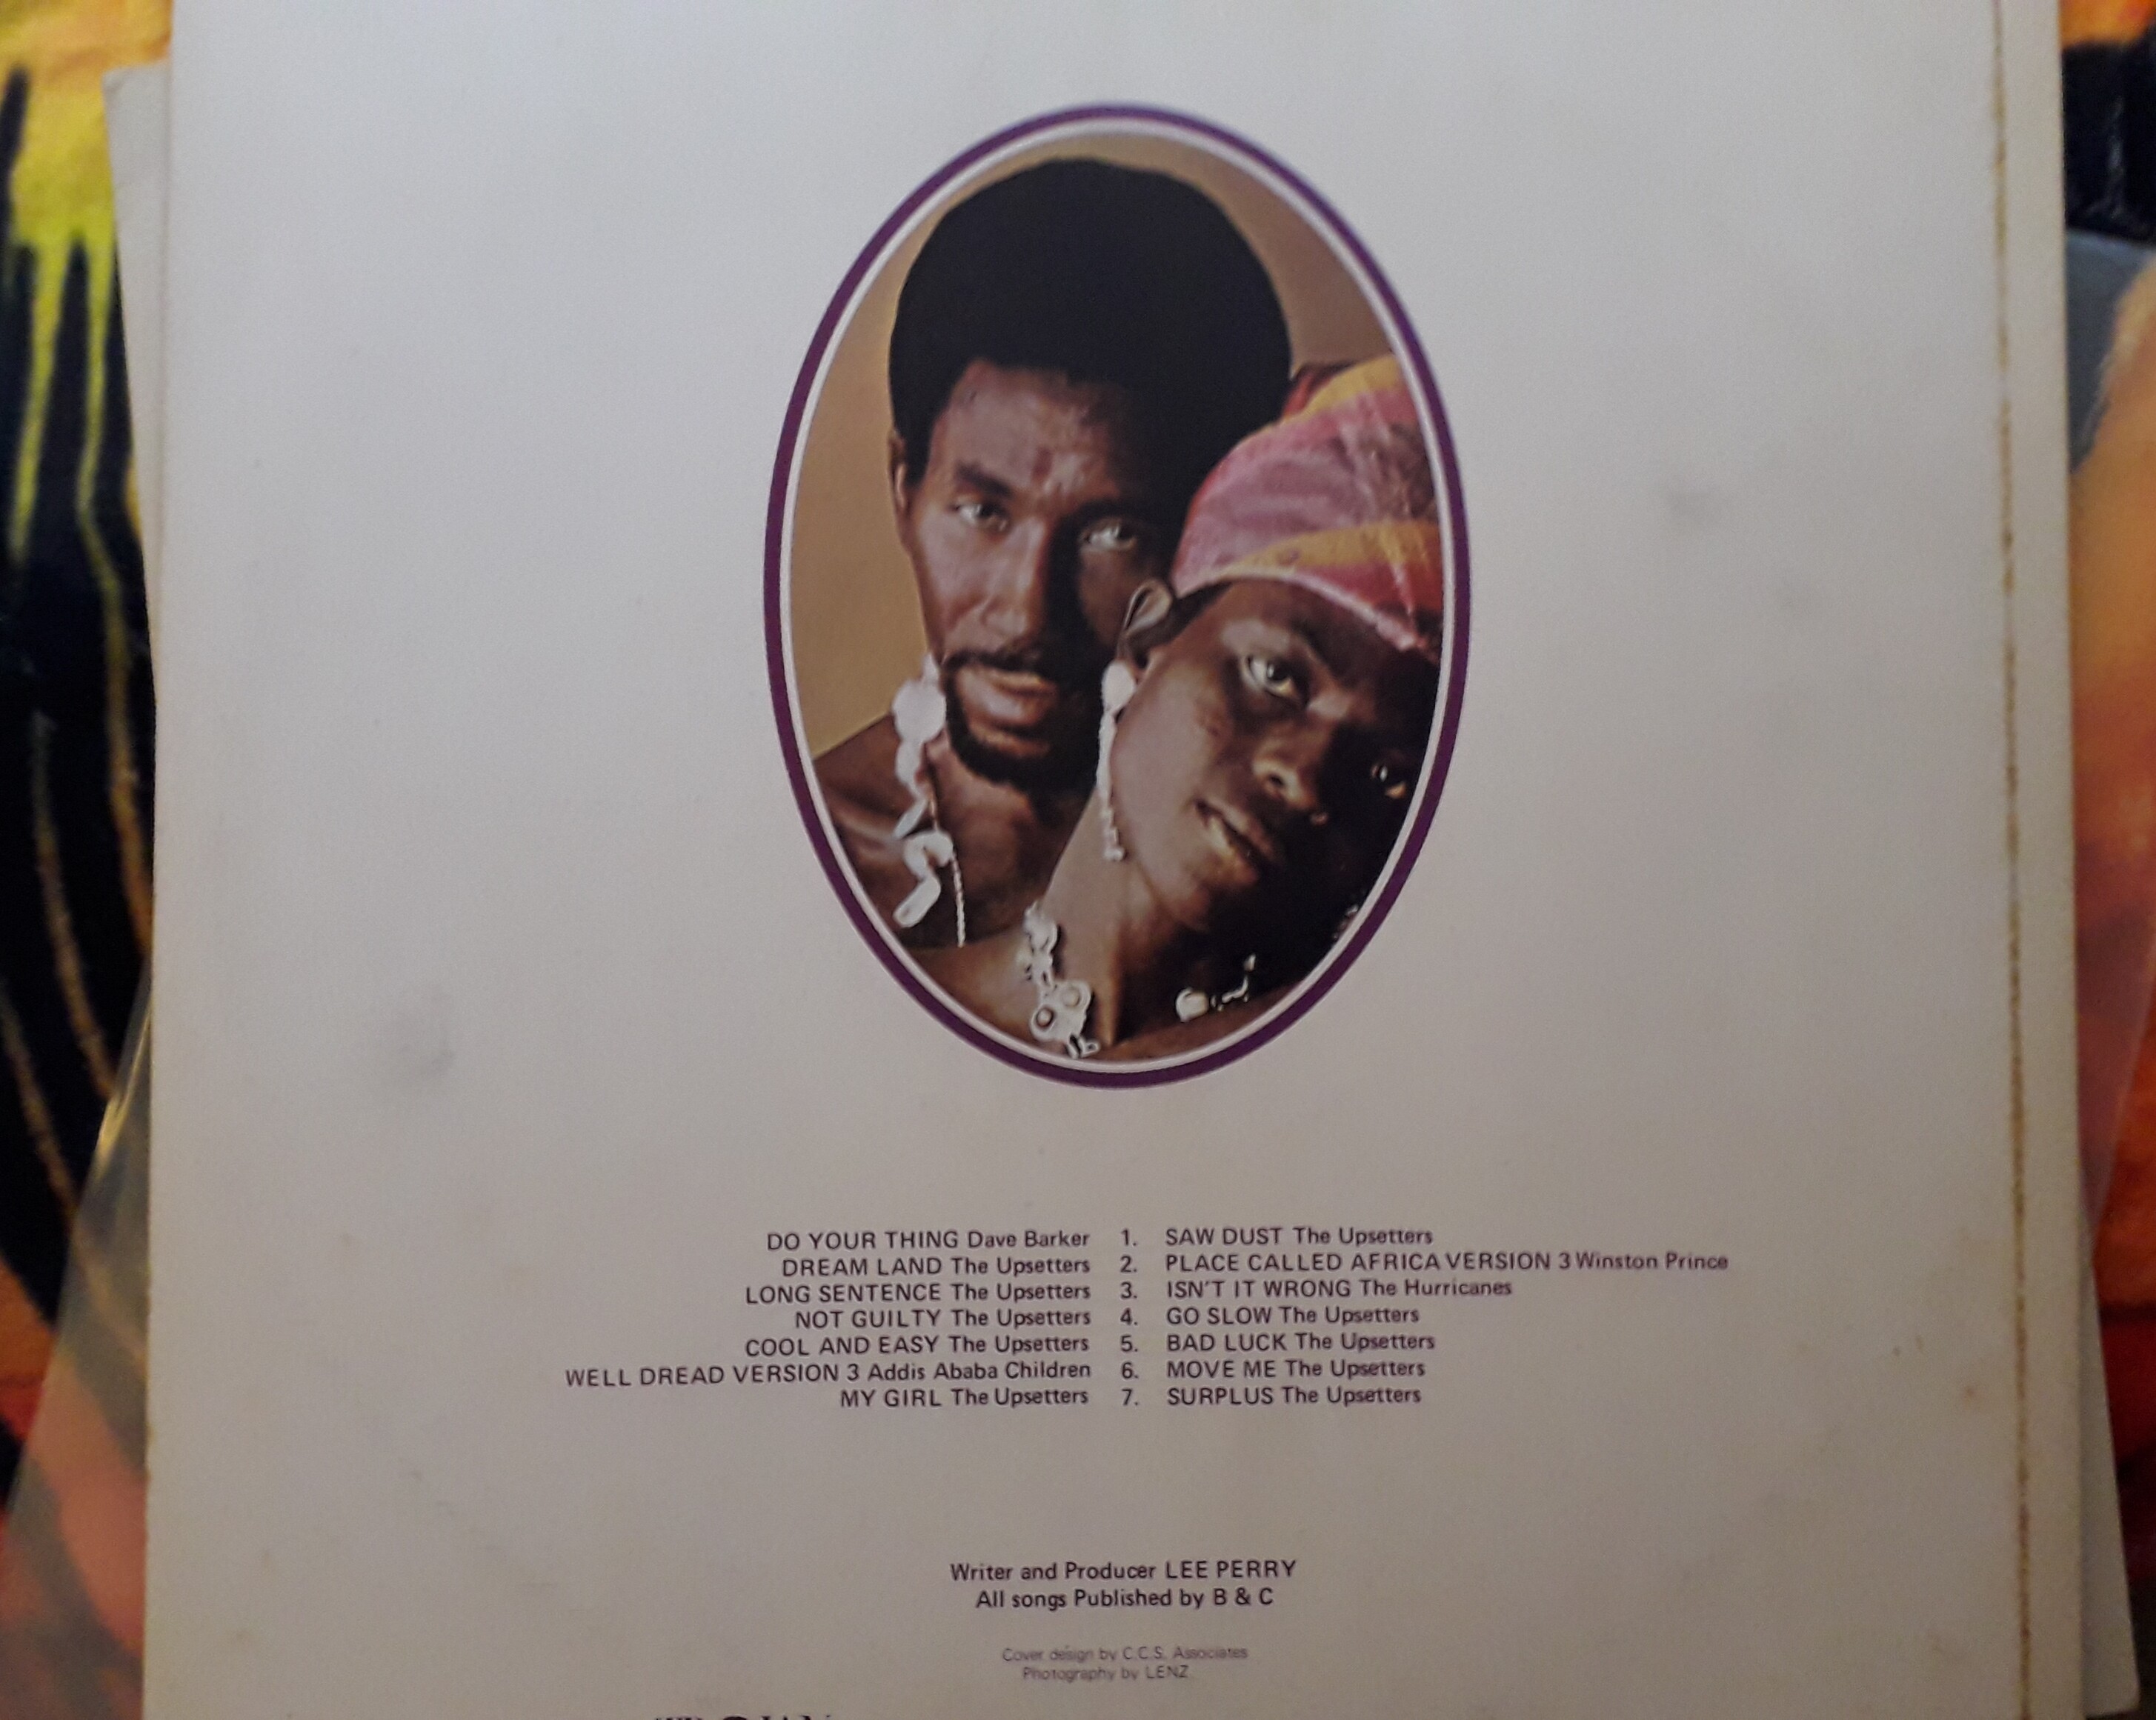 DO YOUR THING Dave Barker 1. SAW DUST The Upsetters
DREAM LAND The Upsetters 2. PLACE CALLED AFRICA VERSION 3 Winston Prince
LONG SENTENCE The Upsetters 3. ISN'T IT WRONG The Hurricanes
NOT GUILTY The Upsetters 4. GO SLOW The Upsetters
COOL AND EASY The Upsetters 5. BAD LUCK The Upsetters
WELL DREAD VERSION 3 Addis Ababa Children 6. MOVE ME The Upsetters
MY GIRL The Upsetters 7. SURPLUS The Upsetters
Writer and Producer LEE PERRY
All songs Published by B & C
Cover design by C.C.S. Associates
Photography by LENZ